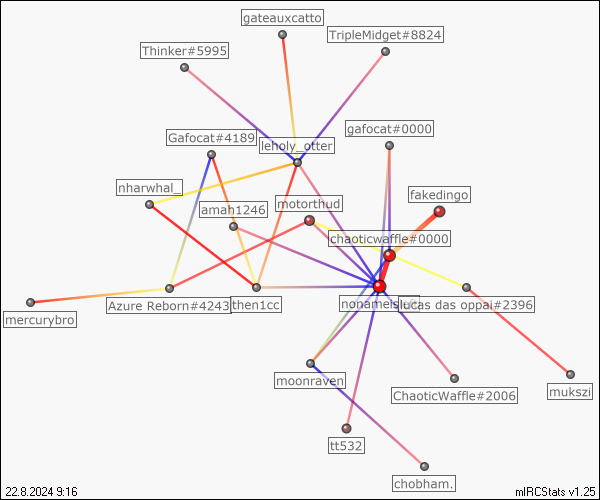 gateauxcatto
TripleMidget#8824
Thinker#5995
gafocat#0000
Gafocat#4189
leholy_otter
fakedingo
nharwhal_
motorthud
amah1246
chaoticwaffle#0000
Azure Reborn#4243
then1cc
lucas das oppai#2396
mercurybro
moonraven
ChaoticWaffle#2006
mukszi
tt532
chobham.
22.8.2024 9:16
mIRCStats v1.25